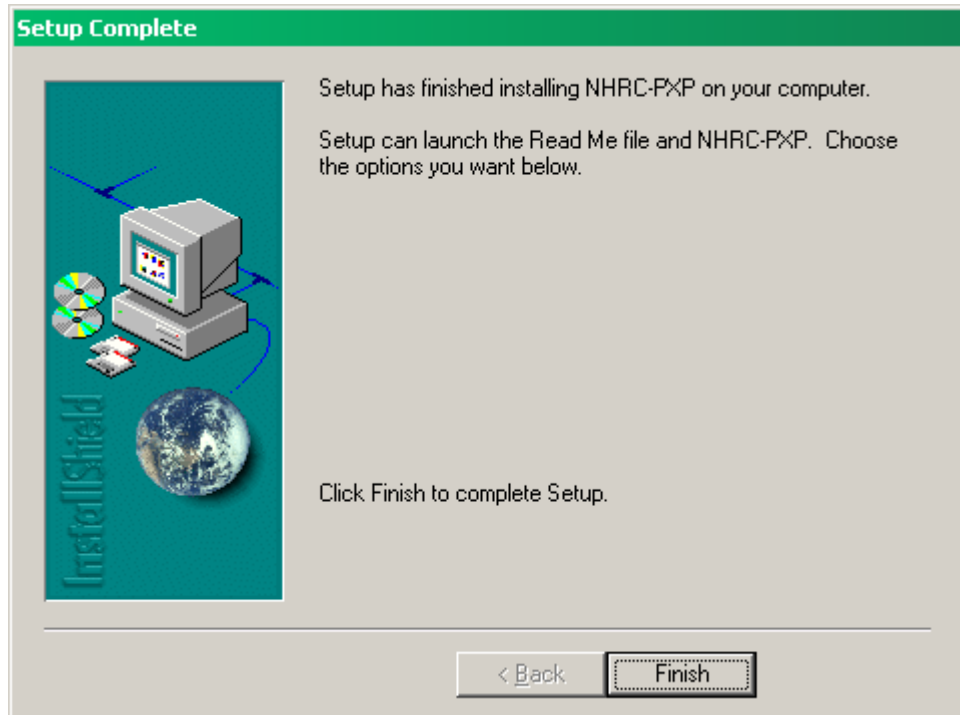 Setup Complete
Setup has finished installing NHRC-PXP on your computer.
Setup can launch the Read Me file and NHRC-PXP.  Choose
the options you want below.
InstallShield
Click Finish to complete Setup.
< Back
Finish